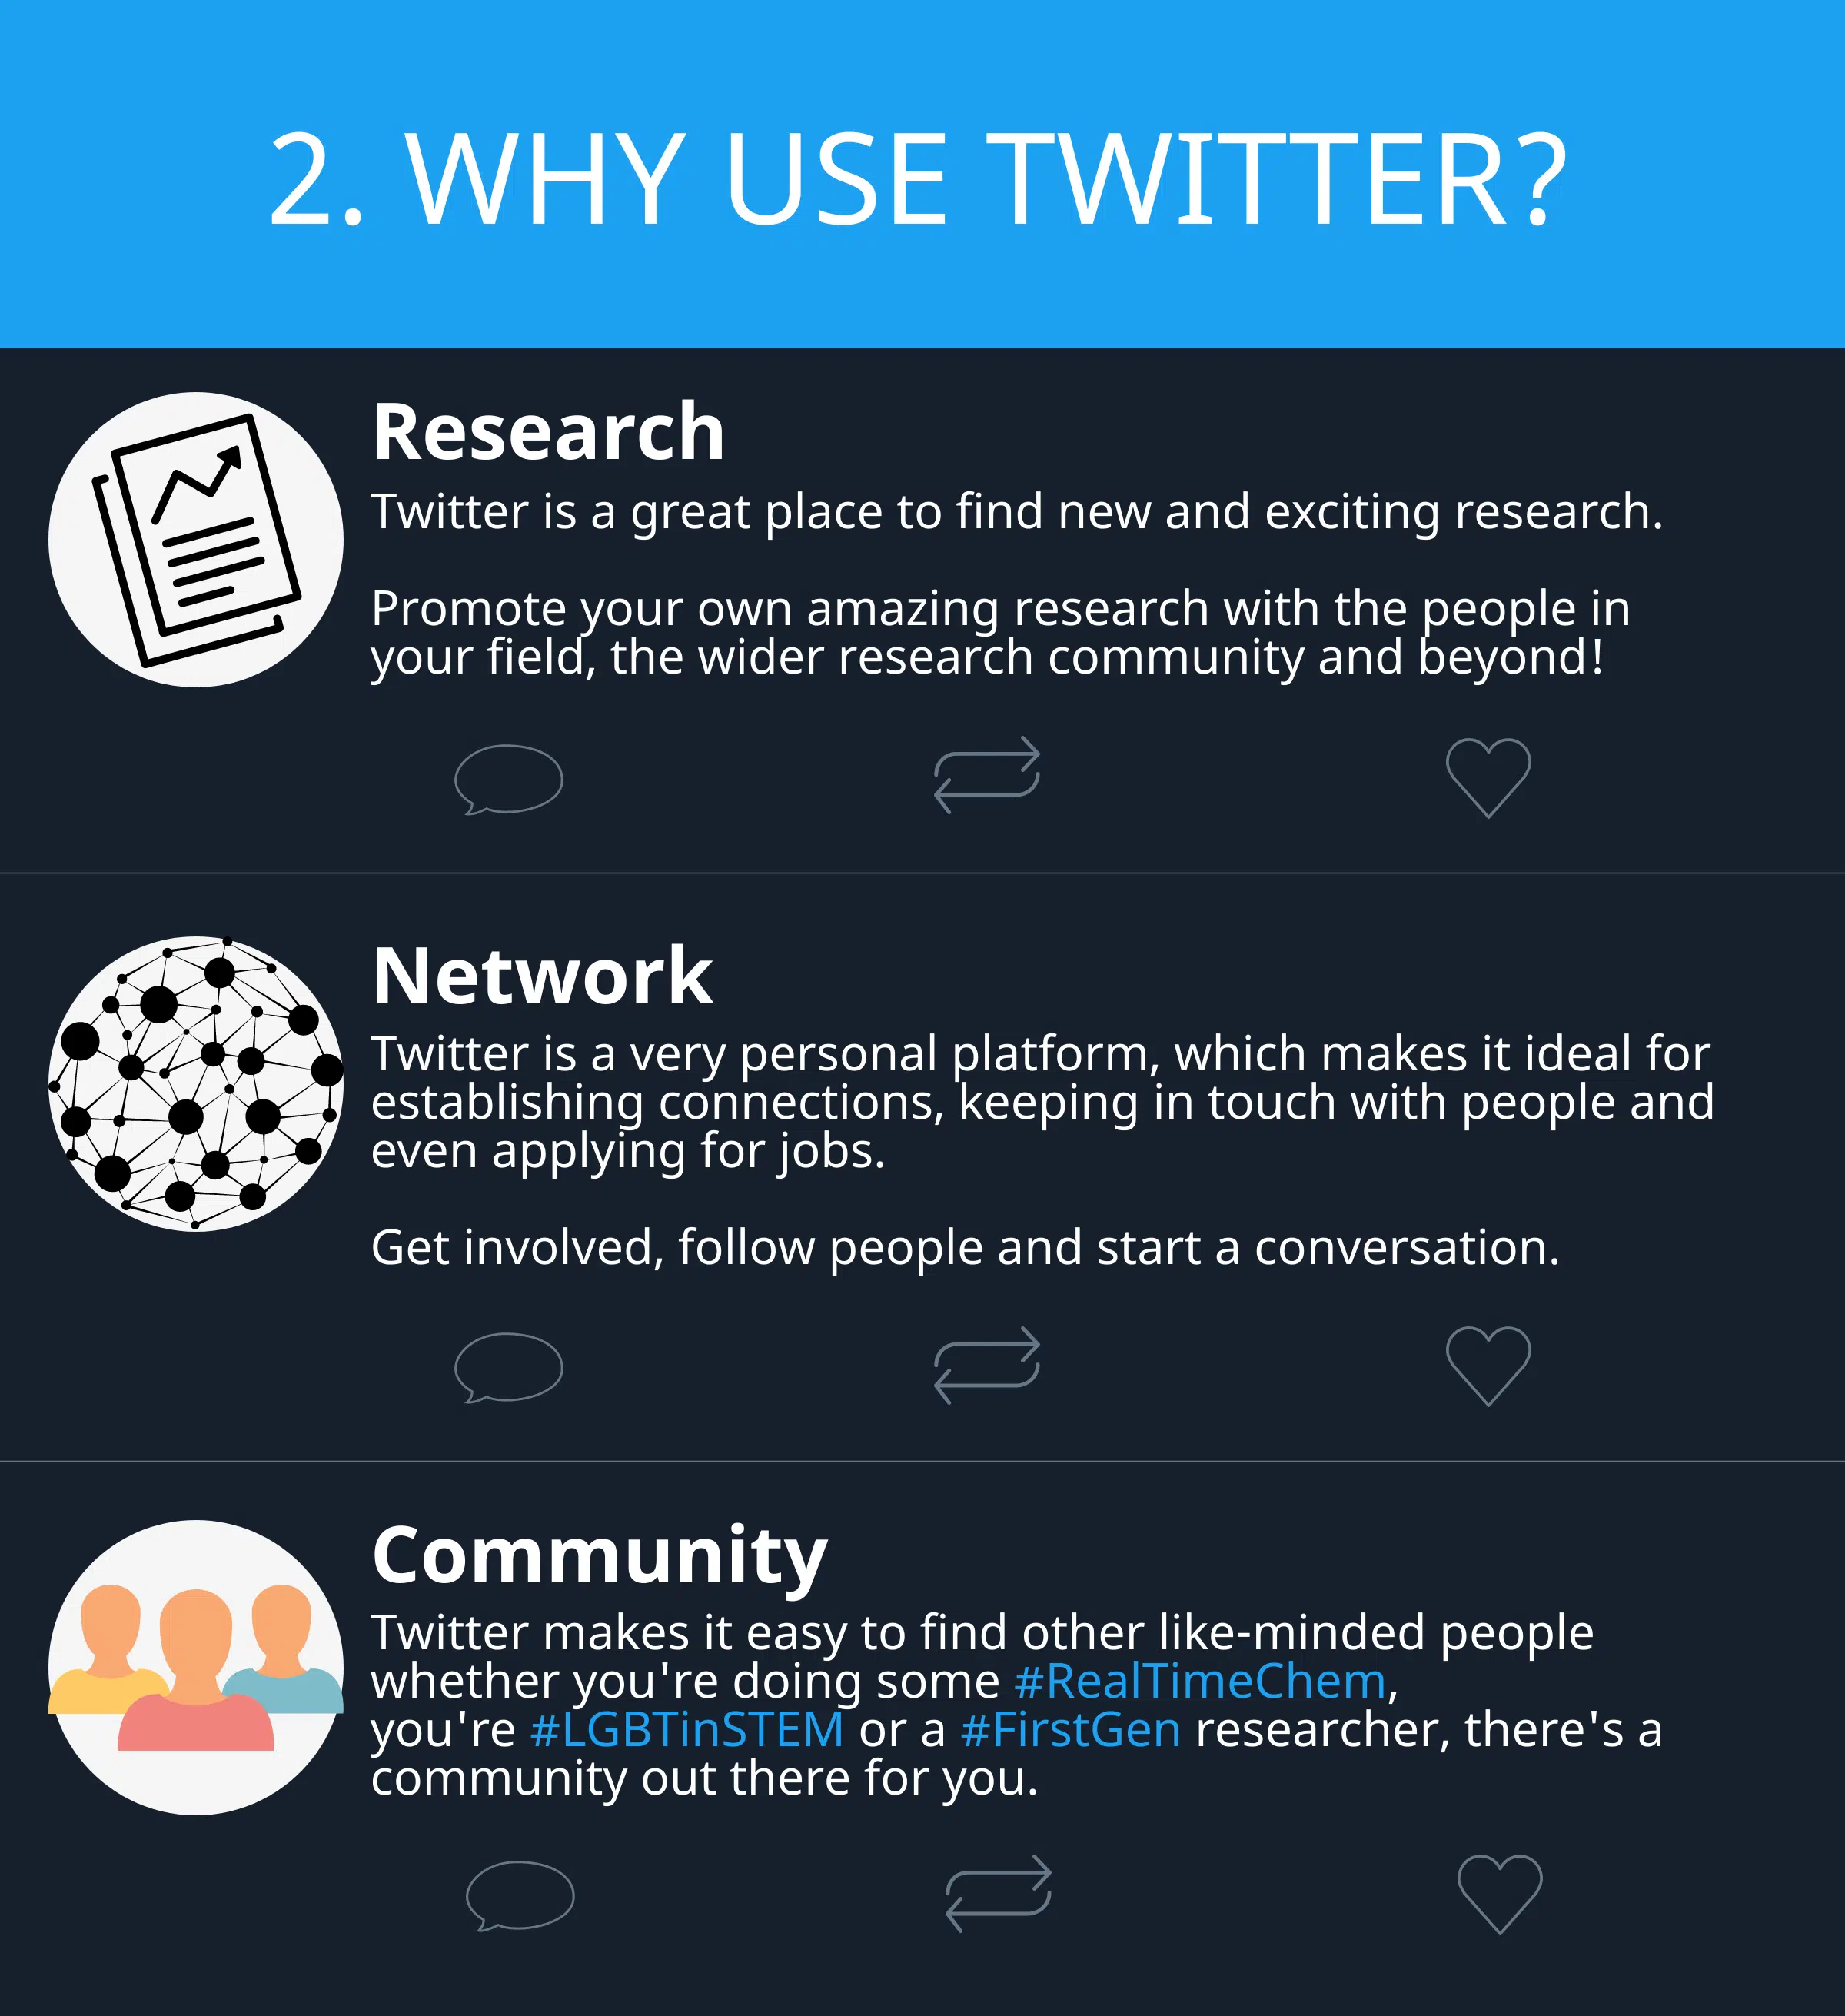 2. WHY USE TWITTER?
Research
Twitter is a great place to find new and exciting research.
Promote your own amazing research with the people in
your field, the wider research community and beyond!
Network
Twitter is a very personal platform, which makes it ideal for
establishing connections, keeping in touch with people and
even applying for jobs.
Get involved, follow people and start a conversation.
Community
Twitter makes it easy to find other like-minded people
whether you're doing some #RealTimeChem,
you're #LGBTinSTEM or a #FirstGen researcher, there's a
community out there for you.